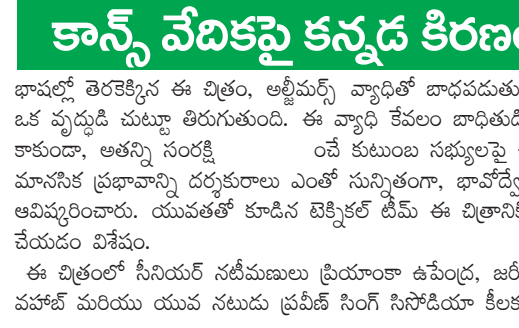 కాన్స్ వేదికపై కన్నడ కిరణం
భాషల్లో తెరకెక్కిన ఈ చిత్రం, అల్జీమర్స్ వ్యాధితో బాధపడుతు
ఒక వృద్ధుడి చుట్టూ తిరుగుతుంది. ఈ వ్యాధి కేవలం బాధితుడి
కాకుండా, అతన్ని సంరక్షి ంచే కుటుంబ సభ్యులపై
మానసిక ప్రభావాన్ని దర్శకురాలు ఎంతో సున్నితంగా, భావోద్వే
ఆవిష్కరించారు. యువతతో కూడిన టెక్నికల్ టీమ్ ఈ చిత్రానికి
చేయడం విశేషం.
ఈ చిత్రంలో సీనియర్ నటీమణులు ప్రియాంకా ఉపేంద్ర, జరీ
వహాబ్ మరియు యువ నటుడు ప్రవీణ్ సింగ్ సిసోడియా కీలక